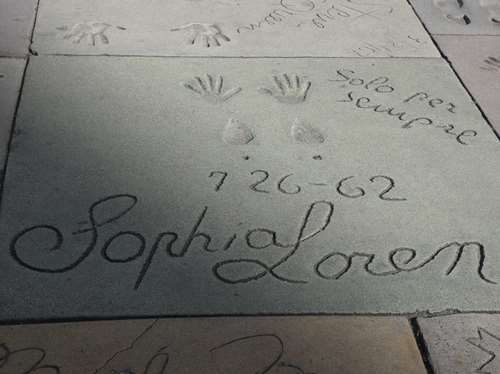 Solo per
sempre
7 26-62
Sophia Loren